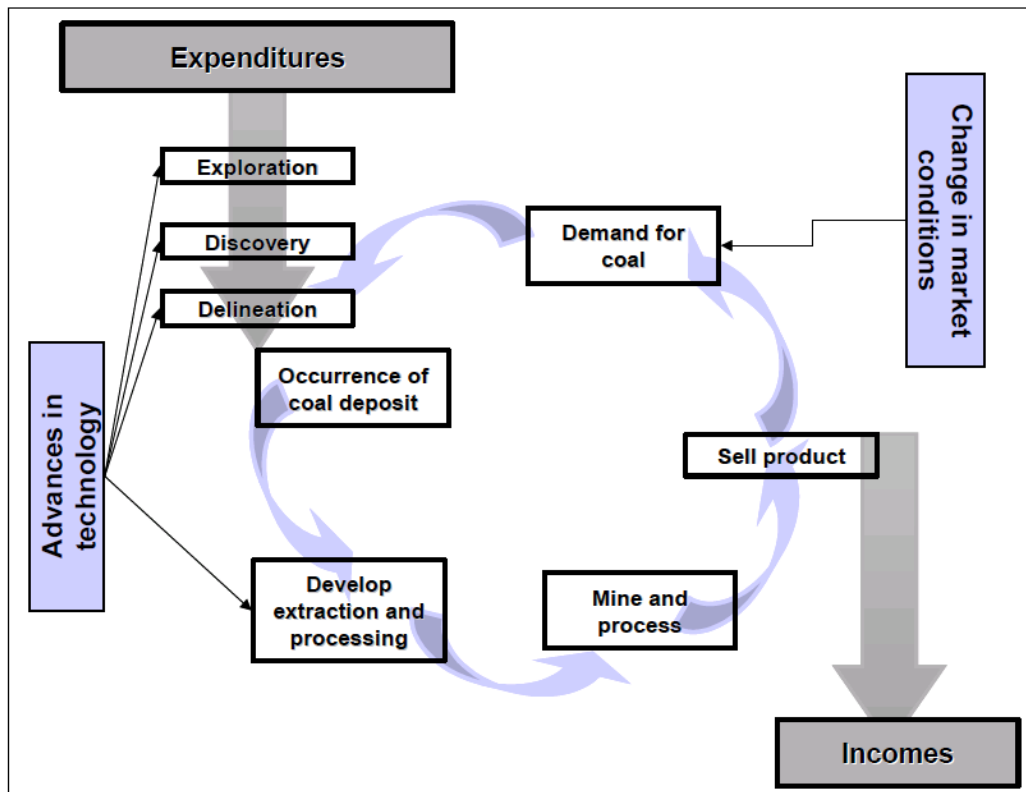 Expenditures
Exploration
Discovery
Delineation
Occurrence of
coal deposit
Advances in
technology
Develop
extraction and
processing
Mine and
process
Sell product
Demand for
coal
Change in market
conditions
Incomes